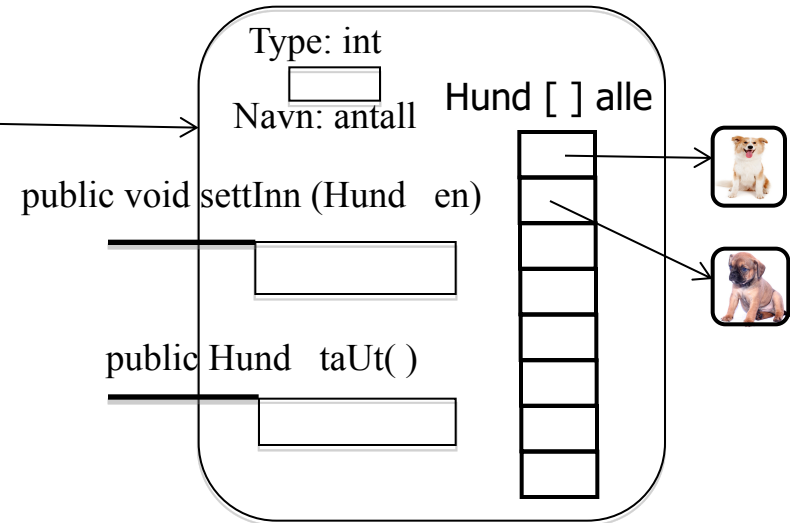 Type: int
Navn: antall
Hund [ ] alle
public void settInn (Hund en)
public Hund taUt( )